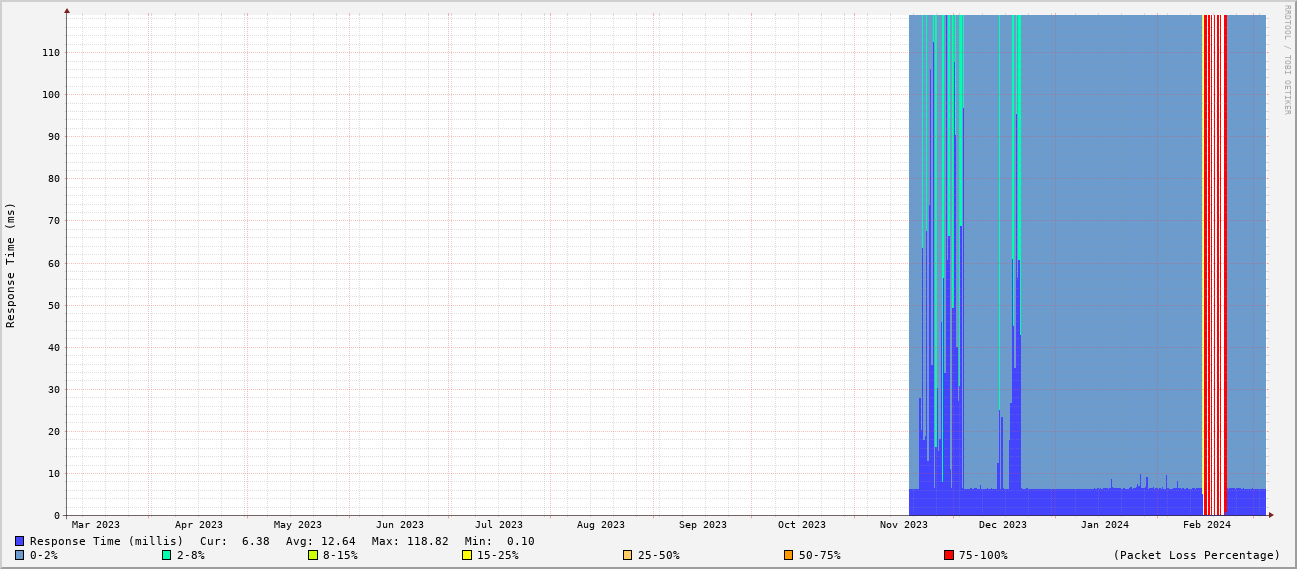 RRDTOOL / TOBI OETIKER
Response Time (ms)
110
100
90
80
70
60
50
40
30
20
10
0
Mar 2023 Apr 2023 May 2023 Jun 2023 Jul 2023 Aug 2023 Sep 2023 Oct 2023 Nov 2023 Dec 2023 Jan 2024 Feb 2024
Response Time (millis) Cur: 6.38 Avg: 12.64 Max: 118.82 Min: 0.10
0-2% 2-8% 8-15% 15-25% 25-50% 50-75% 75-100% (Packet Loss Percentage)